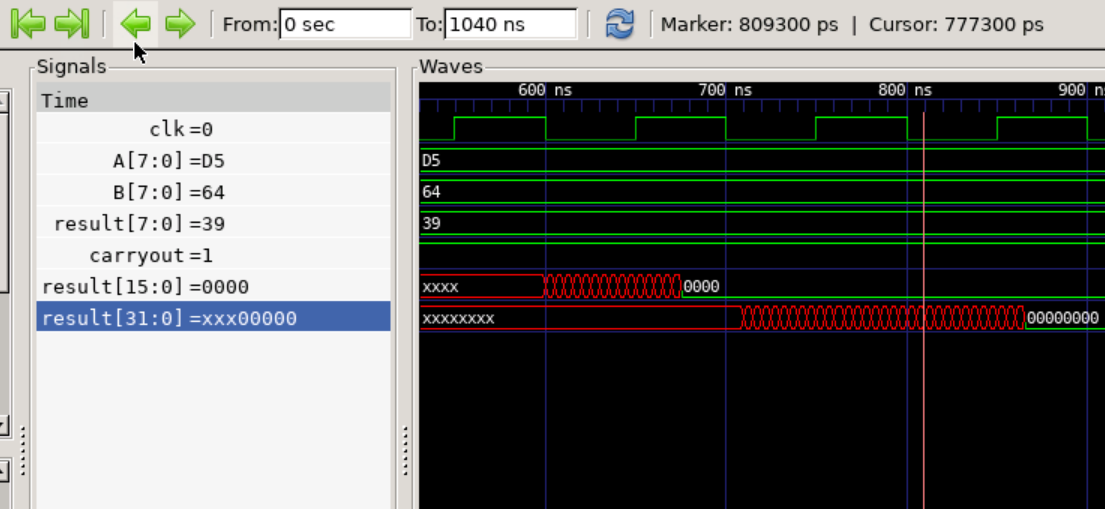 From: 0 sec To: 1040 ns Marker: 809300 ps | Cursor: 777300 ps
Signals Waves
Time 600 ns 700 ns 800 ns 900 n
clk =0
A[7:0] =D5 D5
B[7:0] =64 64
result[7:0] =39 39
carryout =1
result[15:0] =0000 xxxx 0000
result[31:0] =xxx00000 xxxxxxxx 00000000